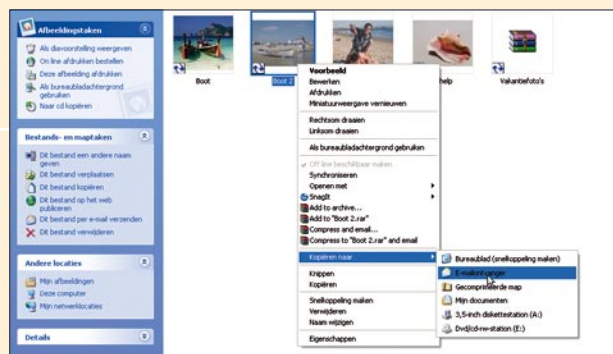 Afbeeldingstaken
Als diavoorstelling weergeven
On line afdrukken bestellen
Deze afbeelding afdrukken
Als bureaubladachtergrond
gebruiken
Naar cd kopiëren
Bestands- en maptaken
Dit bestand een andere naam
geven
Dit bestand verplaatsen
Dit bestand kopiëren
Dit bestand op het web
publiceren
Dit bestand per e-mail verzenden
Dit bestand verwijderen
Andere locaties
Mijn afbeeldingen
Deze computer
Mijn netwerklocaties
Details
Boot
Boot 2
help
Vakantiefoto's
Voorbeeld
Bewerken
Afdrukken
Miniatuurweergave vernieuwen
Rechtsom draaien
Linksom draaien
Als bureaubladachtergrond gebruiken
Off line beschikbaar maken
Synchroniseren
Openen met
SnagIt
Add to archive...
Add to "Boot 2.rar"
Compress and email...
Compress to "Boot 2.rar" and email
Kopiëren naar
Knippen
Kopiëren
Snelkoppeling maken
Verwijderen
Naam wijzigen
Eigenschappen
Bureaublad (snelkoppeling maken)
E-mailontvanger
Gecomprimeerde map
Mijn documenten
3,5-inch diskettestation (A:)
Dvd/cd-rw-station (E:)